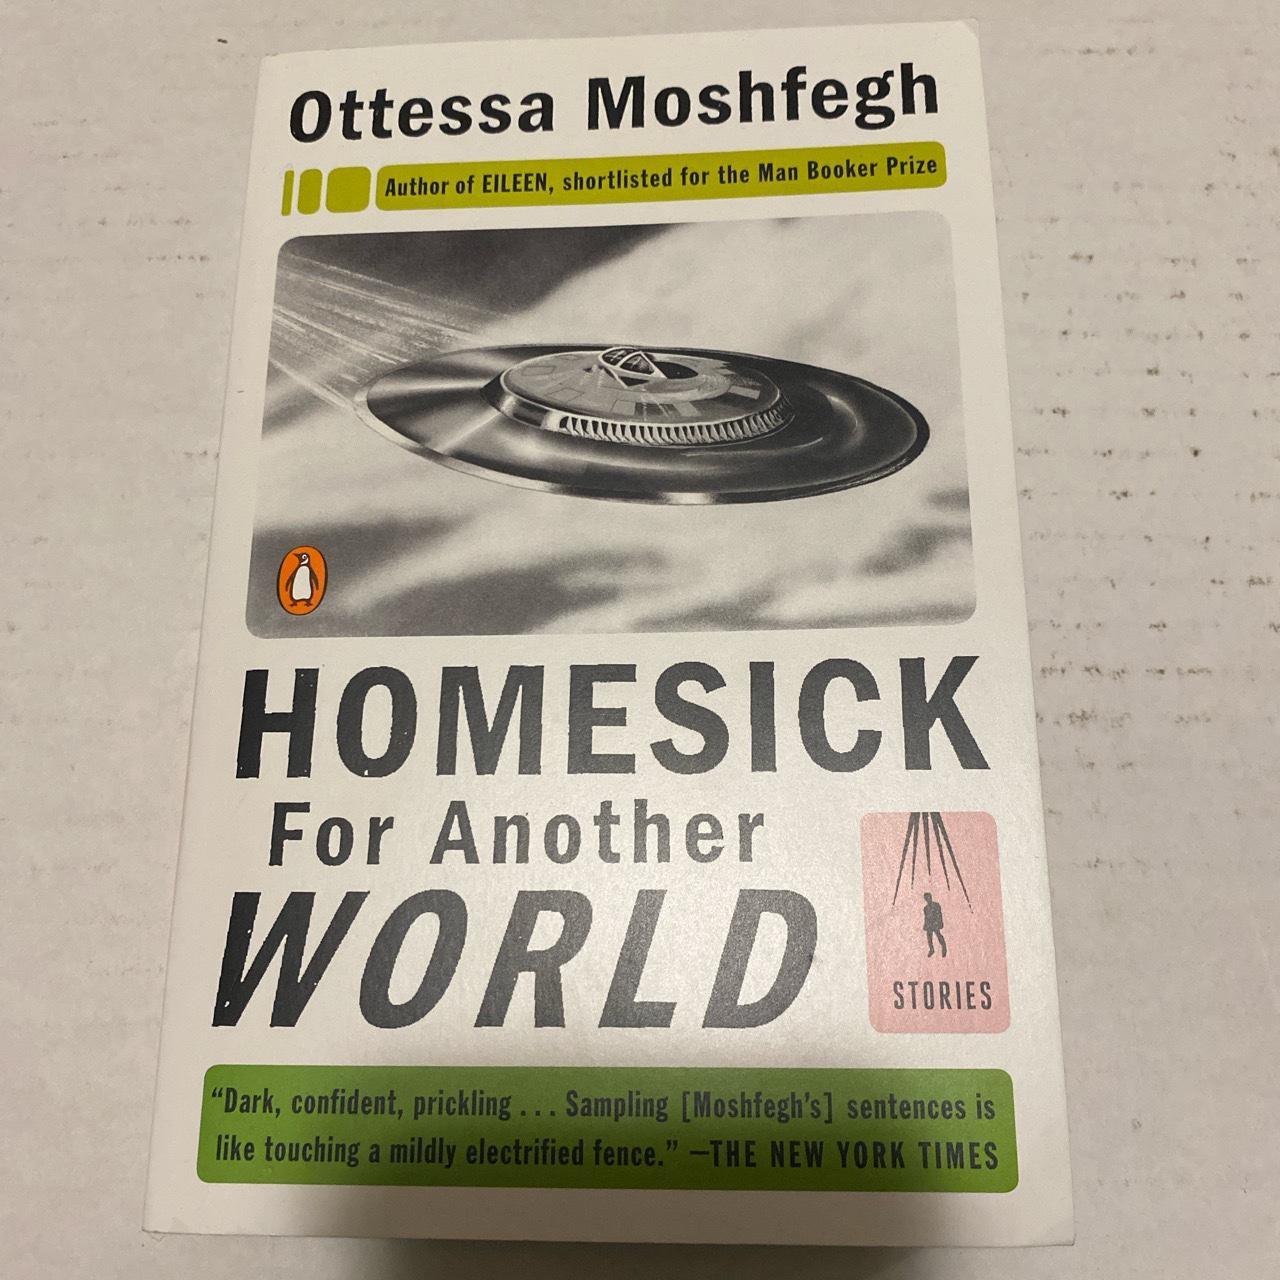 Ottessa Moshfegh
Author of EILEEN, shortlisted for the Man Booker Prize
HOMESICK
For Another
WORLD
STORIES
“Dark, confident, prickling . . . Sampling [Moshfegh’s] sentences is
like touching a mildly electrified fence.” —THE NEW YORK TIMES